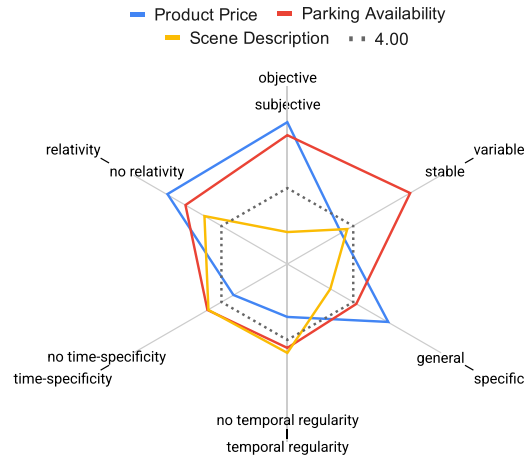 Product Price
Parking Availability
Scene Description
4.00
objective
subjective
relativity
no relativity
variable
stable
no time-specificity
time-specificity
general
specific
no temporal regularity
temporal regularity